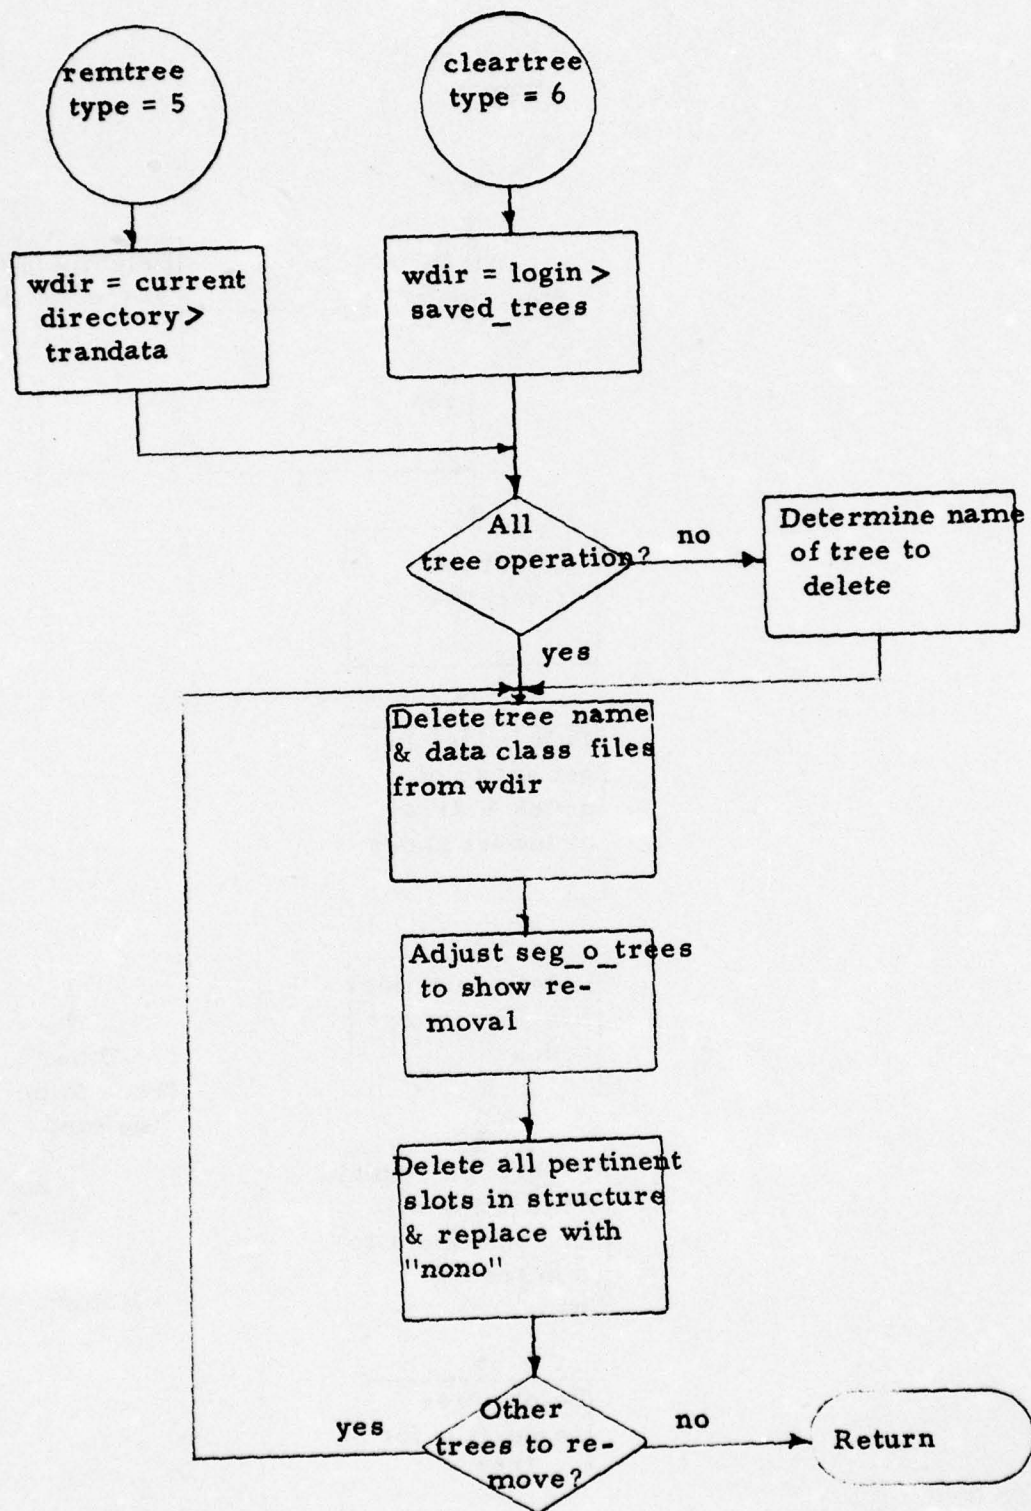 remtree
type = 5
cleartree
type = 6
wdir = current
directory >
trandata
wdir = login >
saved_trees
All
tree operation?
no
Determine name
of tree to
delete
yes
Delete tree name
& data class files
from wdir
Adjust seg_o_trees
to show re-
moval
Delete all pertinent
slots in structure
& replace with
"nono"
Other
trees to re-
move?
yes
no
Return